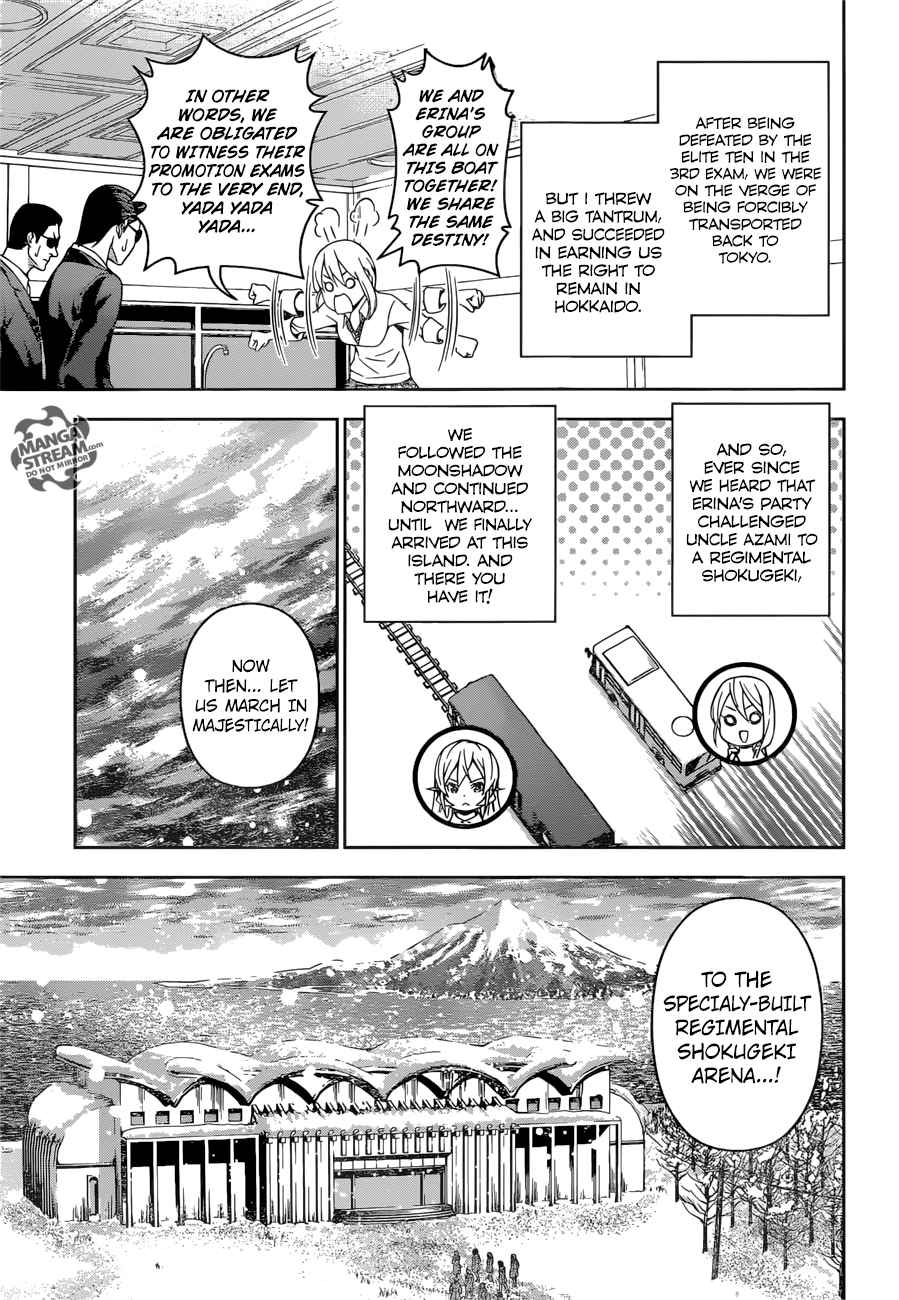 AFTER BEING
DEFEATED BY THE
ELITE TEN IN THE
3RD EXAM, WE WERE
ON THE VERGE OF
BEING FORCIBLY
TRANSPORTED
BACK TO
TOKYO.
BUT I THREW
A BIG TANTRUM,
AND SUCCEEDED
IN EARNING US
THE RIGHT TO
REMAIN IN
HOKKAIDO.
WE AND
ERINA'S
GROUP
ARE ALL ON
THIS BOAT
TOGETHER!
WE SHARE
THE SAME
DESTINY!
IN OTHER
WORDS, WE
ARE OBLIGATED
TO WITNESS THEIR
PROMOTION EXAMS
TO THE VERY END,
YADA YADA
YADA...
AND SO,
EVER SINCE
WE HEARD THAT
ERINA'S PARTY
CHALLENGED
UNCLE AZAMI TO
A REGIMENTAL
SHOKUGEKI,
WE
FOLLOWED THE
MOONSHADOW
AND CONTINUED
NORTHWARD...
UNTIL WE FINALLY
ARRIVED AT THIS
ISLAND. AND
THERE YOU
HAVE IT!
MANGA
STREAM.com
DO NOT MIRROR
NOW
THEN... LET
US MARCH IN
MAJESTICALLY!
TO THE
SPECIALY-BUILT
REGIMENTAL
SHOKUGEKI
ARENA...!